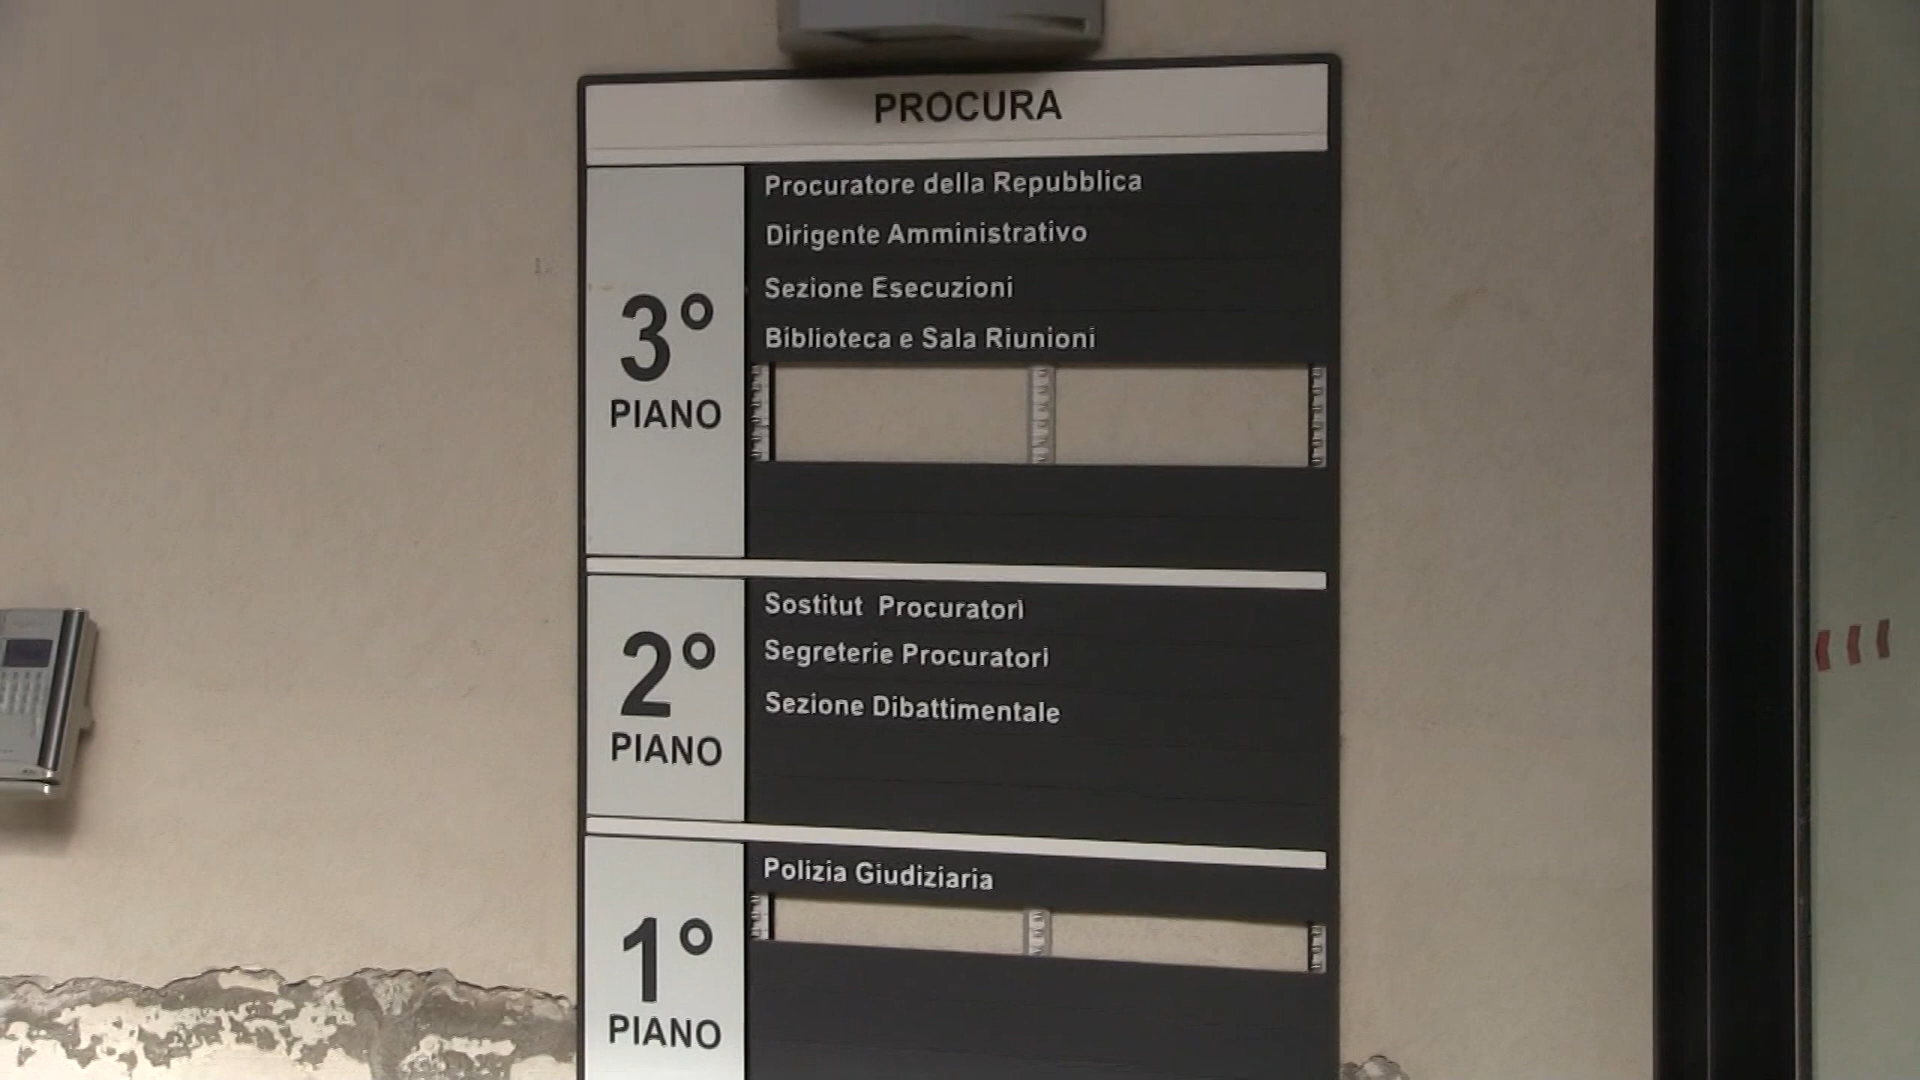 PROCURA
3°
PIANO
Procuratore della Repubblica
Dirigente Amministrativo
Sezione Esecuzioni
Biblioteca e Sala Riunioni
2°
PIANO
Sostitut Procuratori
Segreterie Procuratori
Sezione Dibattimentale
1°
PIANO
Polizia Giudiziaria